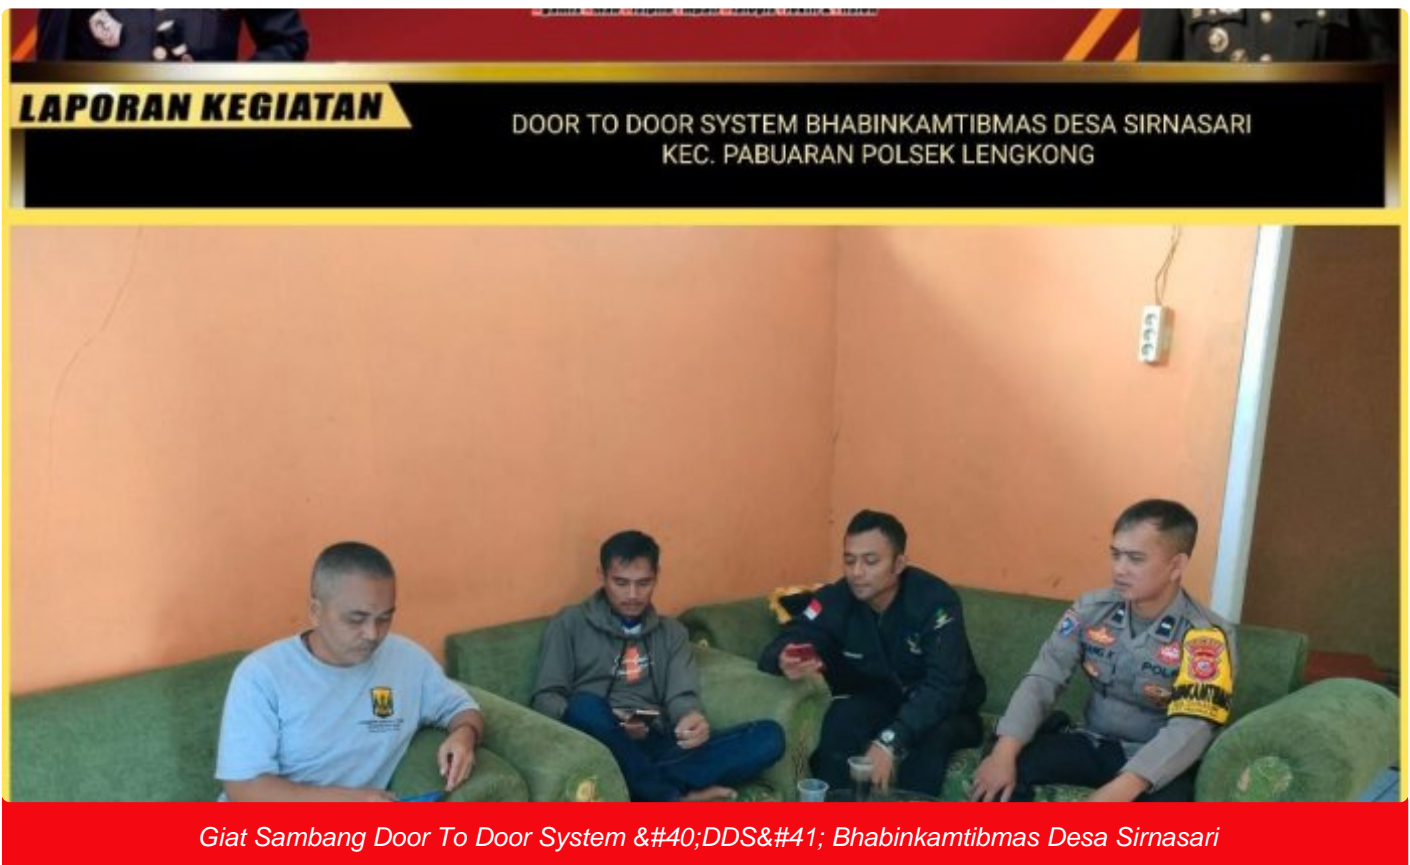 LAPORAN KEGIATAN
DOOR TO DOOR SYSTEM BHABINKAMTIBMAS DESA SIRNASARI
KEC. PABUARAN POLSEK LENGKONG
Giat Sambang Door To Door System &#40;DDS&#41; Bhabinkamtibmas Desa Sirnasari